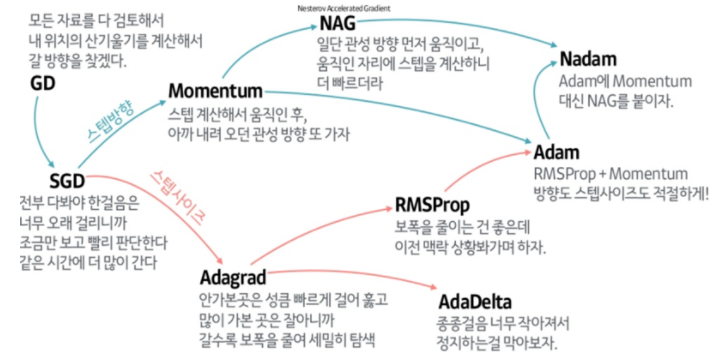 모든 자료를 다 검토해서
내 위치의 산기울기를 계산해서
갈 방향을 찾겠다.
GD
스텝방향
SGD
전부 다봐야 한걸음은
너무 오래 걸리니까
조금만 보고 빨리 판단한다
같은 시간에 더 많이 간다
스텝사이즈
Momentum
스텝 계산해서 움직인 후,
아까 내려 오던 관성 방향 또 가자
Nesterov Accelerated Gradient
NAG
일단 관성 방향 먼저 움직이고,
움직인 자리에 스텝을 계산하니
더 빠르더라
Nadam
Adam에 Momentum
대신 NAG를 붙이자.
Adam
RMSProp + Momentum
방향도 스텝사이즈도 적절하게!
RMSProp
보폭을 줄이는 건 좋은데
이전 맥락 상황봐가며 하자.
Adagrad
안가본곳은 성큼 빠르게 걸어 훑고
많이 가본 곳은 잘아니까
갈수록 보폭을 줄여 세밀히 탐색
AdaDelta
종종걸음 너무 작아져서
정지하는걸 막아보자.